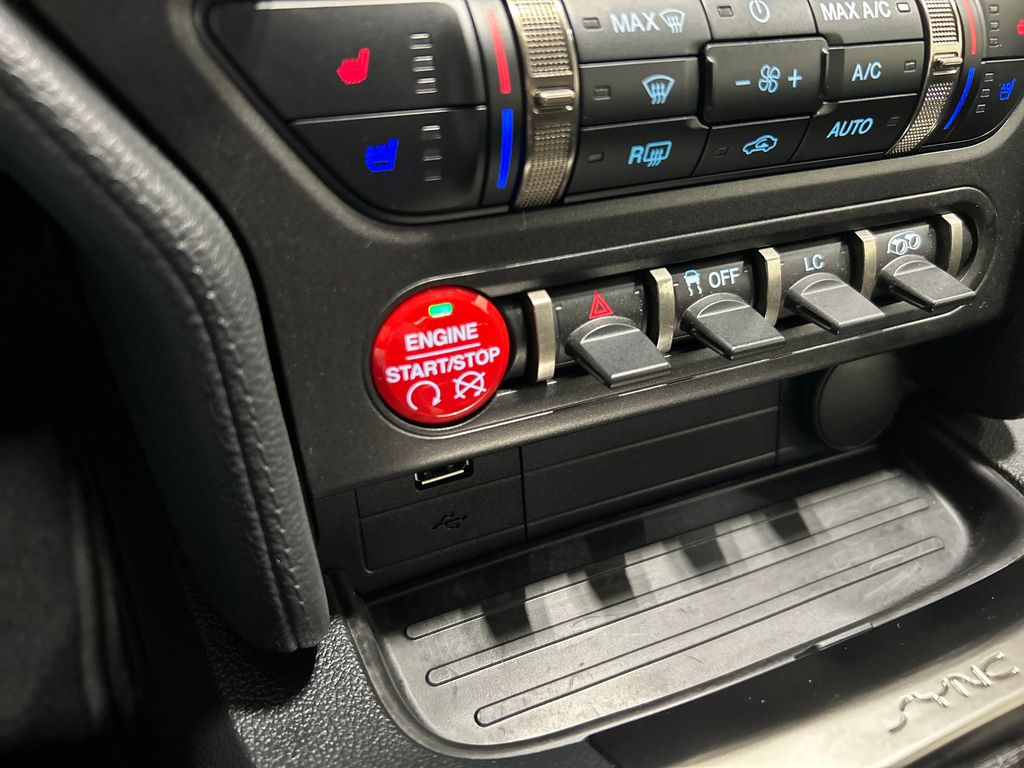 MAX
MAX A/C
- +
A/C
R
AUTO
OFF
LC
ENGINE
START/STOP
SYNC